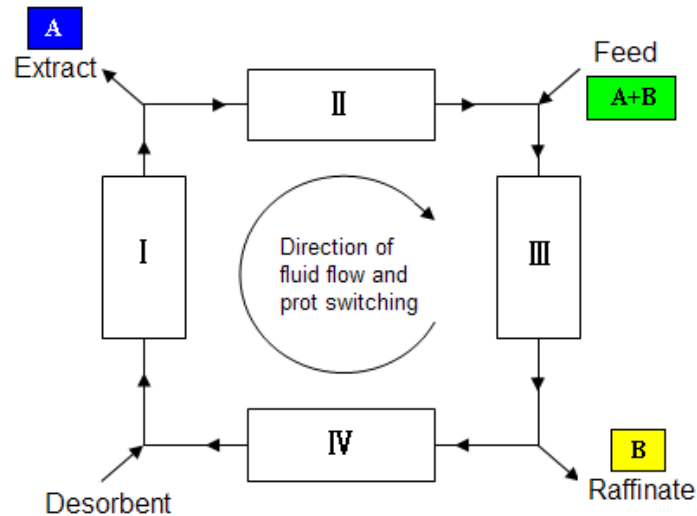 A
Extract
Feed
A+B
II
I
Direction of
fluid flow and
prot switching
III
IV
B
Desorbent
Raffinate